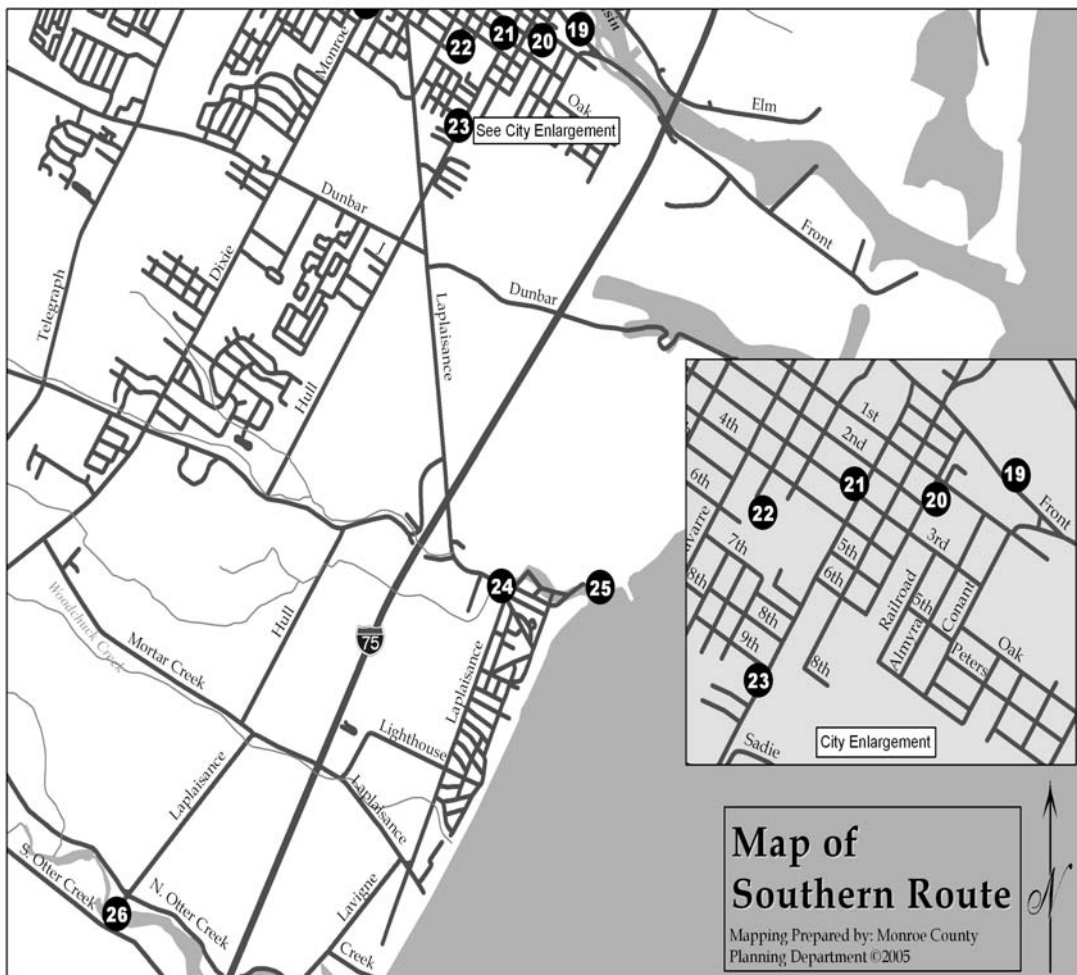 19
21
20
22
Monroe
Elm
Oak
23
See City Enlargement
Dunbar
Front
J
Dixie
Telegraph
Dunbar
Laplaisance
Hull
1st
2nd
4th
19
21
20
Front
6th
22
3rd
7th
5th
8th
6th
Railroad
5th
Conant
8th
Almyra
Oak
9th
Peters
8th
23
Sadie
City Enlargement
24
25
Woodchuck Creek
Hull
75
Mortar Creek
Laplaisance
Lighthouse
Laplaisance
Laplaisance
S. Otter Creek
N. Otter Creek
Lavigne
26
Creek
Map of
Southern Route
Mapping Prepared by: Monroe County
Planning Department ©2005
N